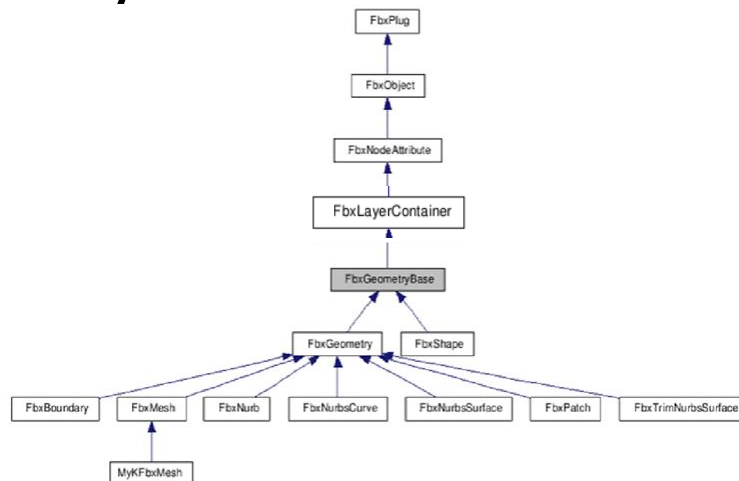 FbxPlug
FbxObject
FbxNodeAttribute
FbxLayerContainer
FbxGeometryBase
FbxGeometry FbxShape
FbxBoundary FbxMesh FbxNurb FbxNurbsCurve FbxNurbsSurface FbxPatch FbxTrimNurbsSurface
MyKFbxMesh